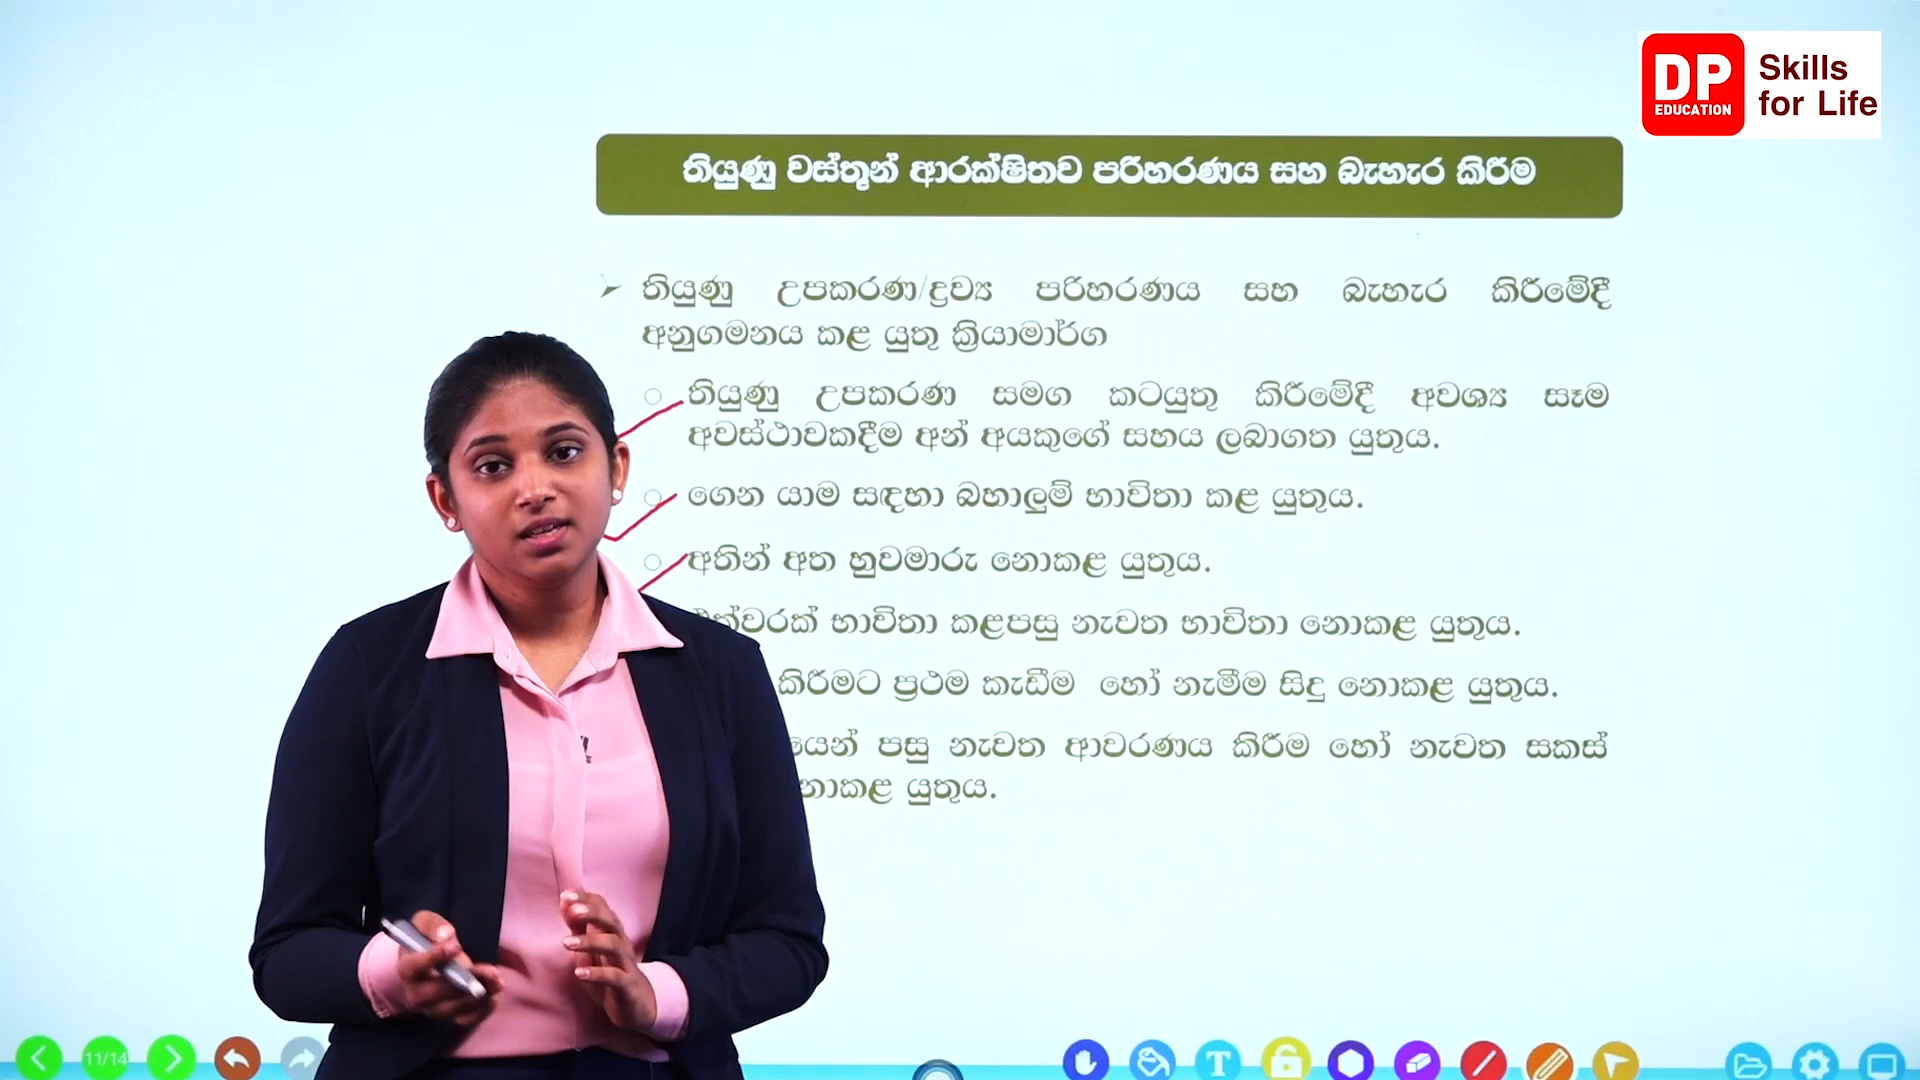 DP
EDUCATION
Skills
for Life
තියුණු වස්තූන් ආරක්ෂිතව පරිහරණය සහ බැහැර කිරීම
තියුණු උපකරණ/ද්‍රව්‍ය පරිහරණය සහ බැහැර කිරීමේදී
අනුගමනය කළ යුතු ක්‍රියාමාර්ග
තියුණු උපකරණ සමග කටයුතු කිරීමේදී අවශ්‍ය සෑම
අවස්ථාවකදීම අන් අයකුගේ සහය ලබාගත යුතුය.
ගෙන යාම සඳහා බහාලුම් භාවිතා කළ යුතුය.
අතින් අත හුවමාරු නොකළ යුතුය.
භාවිතා කළපසු නැවත භාවිතා නොකළ යුතුය.
කිරීමට ප්‍රථම කැඩීම හෝ නැමීම සිදු නොකළ යුතුය.
පසු නැවත ආවරණය කිරීම හෝ නැවත සකස්
යුතුය.
11/14
T